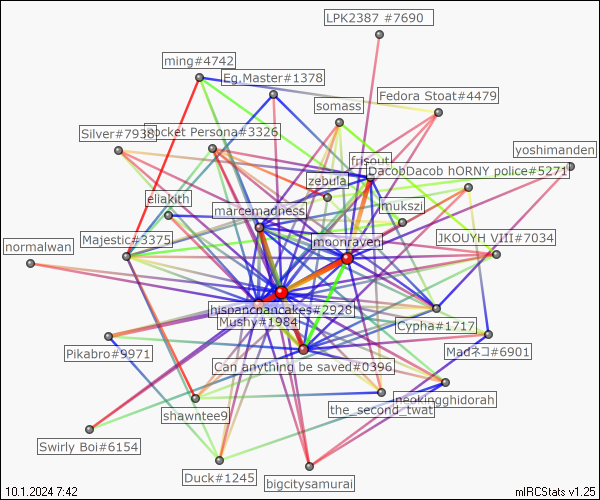 LPK2387 #7690
ming#4742
Eg.Master#1378
Fedora Stoat#4479
somass
Silver#7938
ocket Persona#3326
frisout
yoshimanden
DacobDacob hORNY police#5271
zebula
eliakith
marcemadness
mukszi
Majestic#3375
moonraven
JKOUYH VIII#7034
normalwan
hispancpancakes#2928
Mushy#1984
Cypha#1717
Pikabro#9971
Madネコ#6901
Can anything be saved#0396
neokingghidorah
the_second_twat
shawntee9
Swirly Boi#6154
Duck#1245
bigcitysamurai
10.1.2024 7:42
mIRCStats v1.25